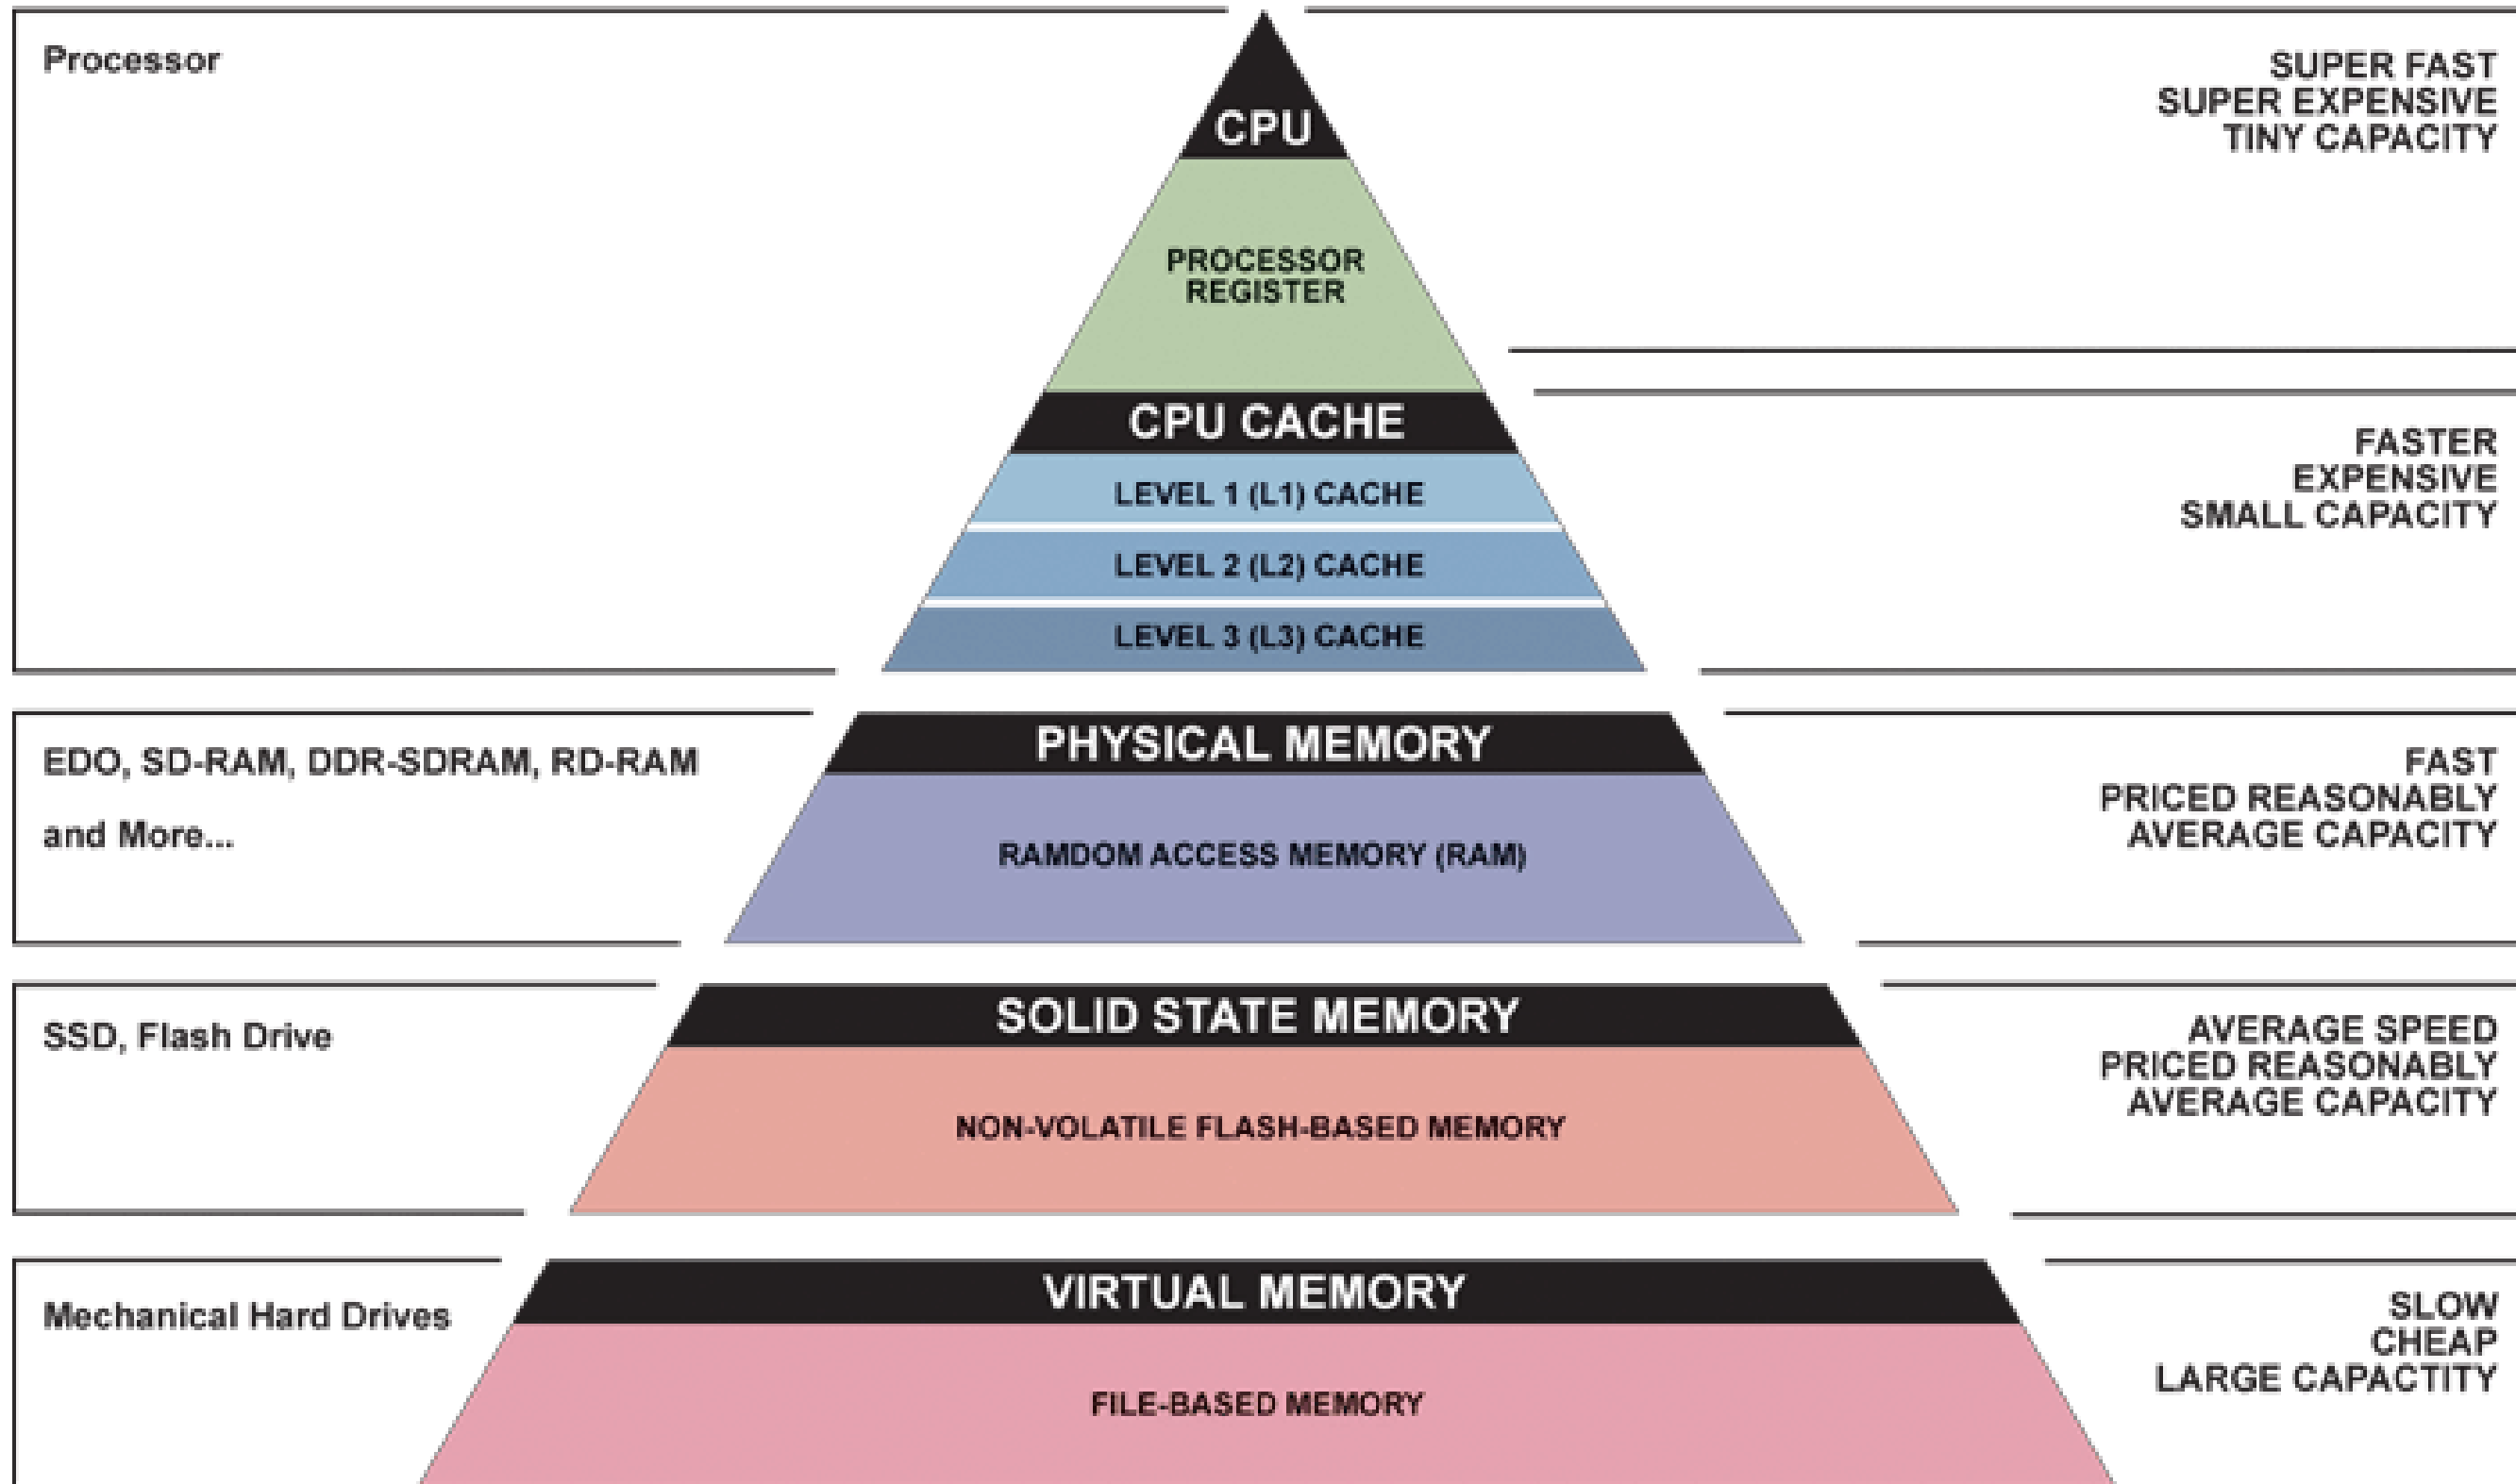 Processor
CPU
SUPER FAST
SUPER EXPENSIVE
TINY CAPACITY
PROCESSOR
REGISTER
CPU CACHE
LEVEL 1 (L1) CACHE
LEVEL 2 (L2) CACHE
LEVEL 3 (L3) CACHE
FASTER
EXPENSIVE
SMALL CAPACITY
EDO, SD-RAM, DDR-SDRAM, RD-RAM
and More...
PHYSICAL MEMORY
RAMDOM ACCESS MEMORY (RAM)
FAST
PRICED REASONABLY
AVERAGE CAPACITY
SSD, Flash Drive
SOLID STATE MEMORY
NON-VOLATILE FLASH-BASED MEMORY
AVERAGE SPEED
PRICED REASONABLY
AVERAGE CAPACITY
Mechanical Hard Drives
VIRTUAL MEMORY
FILE-BASED MEMORY
SLOW
CHEAP
LARGE CAPACTITY